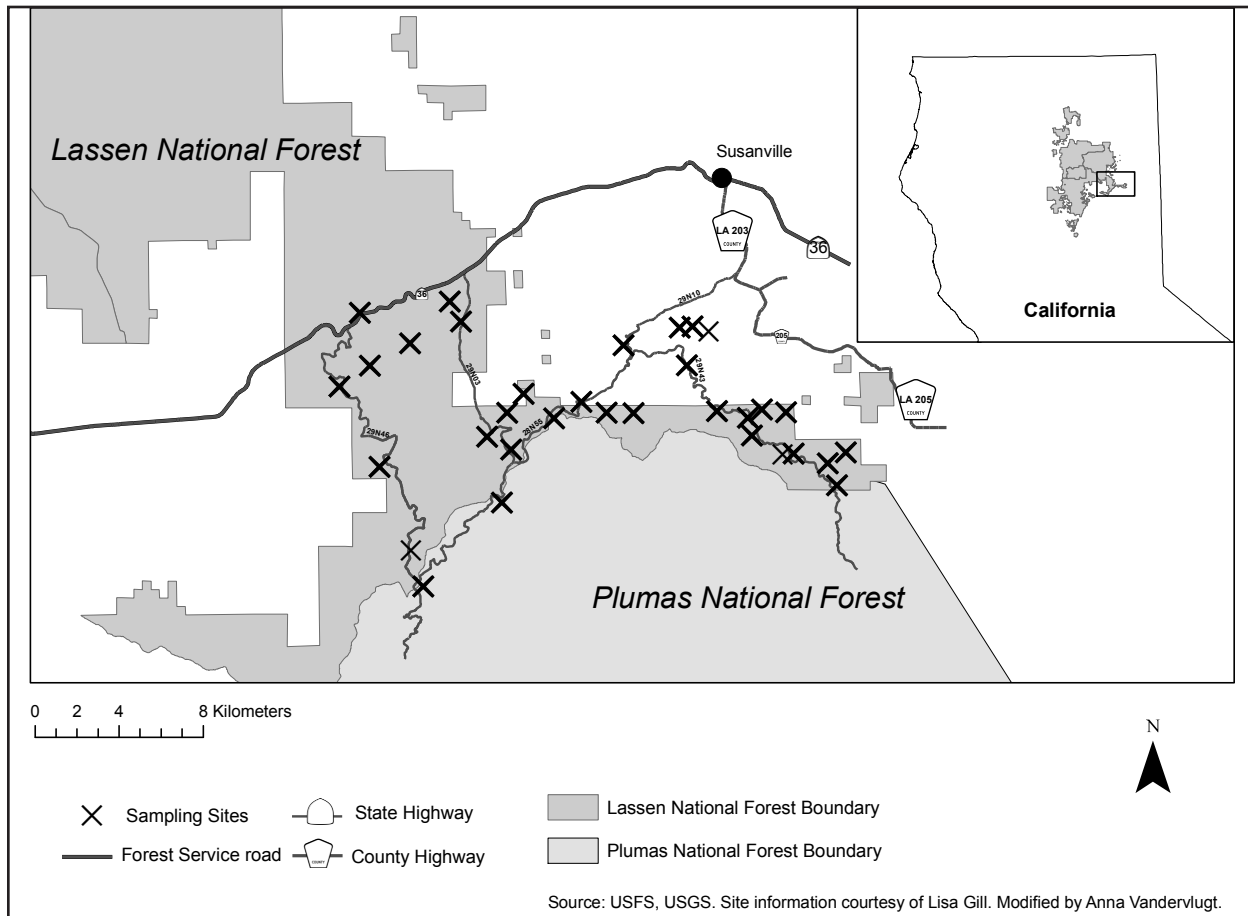 Lassen National Forest
Susanville
LA 203
COUNTY
36
California
36
29N10
205
29N03
29N43
LA 205
COUNTY
29N46
28N55
Plumas National Forest
0 2 4 8 Kilometers
N
Sampling Sites
State Highway
Lassen National Forest Boundary
Forest Service road
COUNTY
County Highway
Plumas National Forest Boundary
Source: USFS, USGS. Site information courtesy of Lisa Gill. Modified by Anna Vandervlugt.